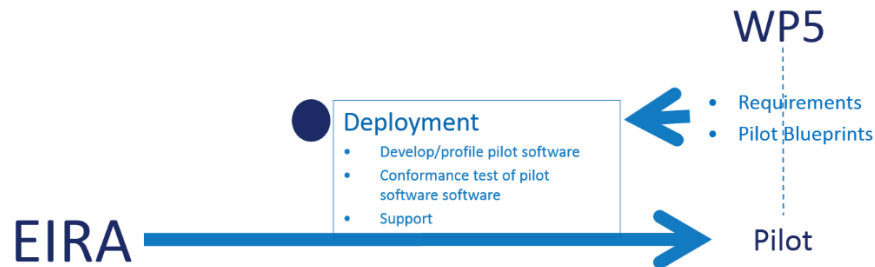 WP5
• Requirements
• Pilot Blueprints
Deployment
• Develop/profile pilot software
• Conformance test of pilot
software software
• Support
EIRA
Pilot